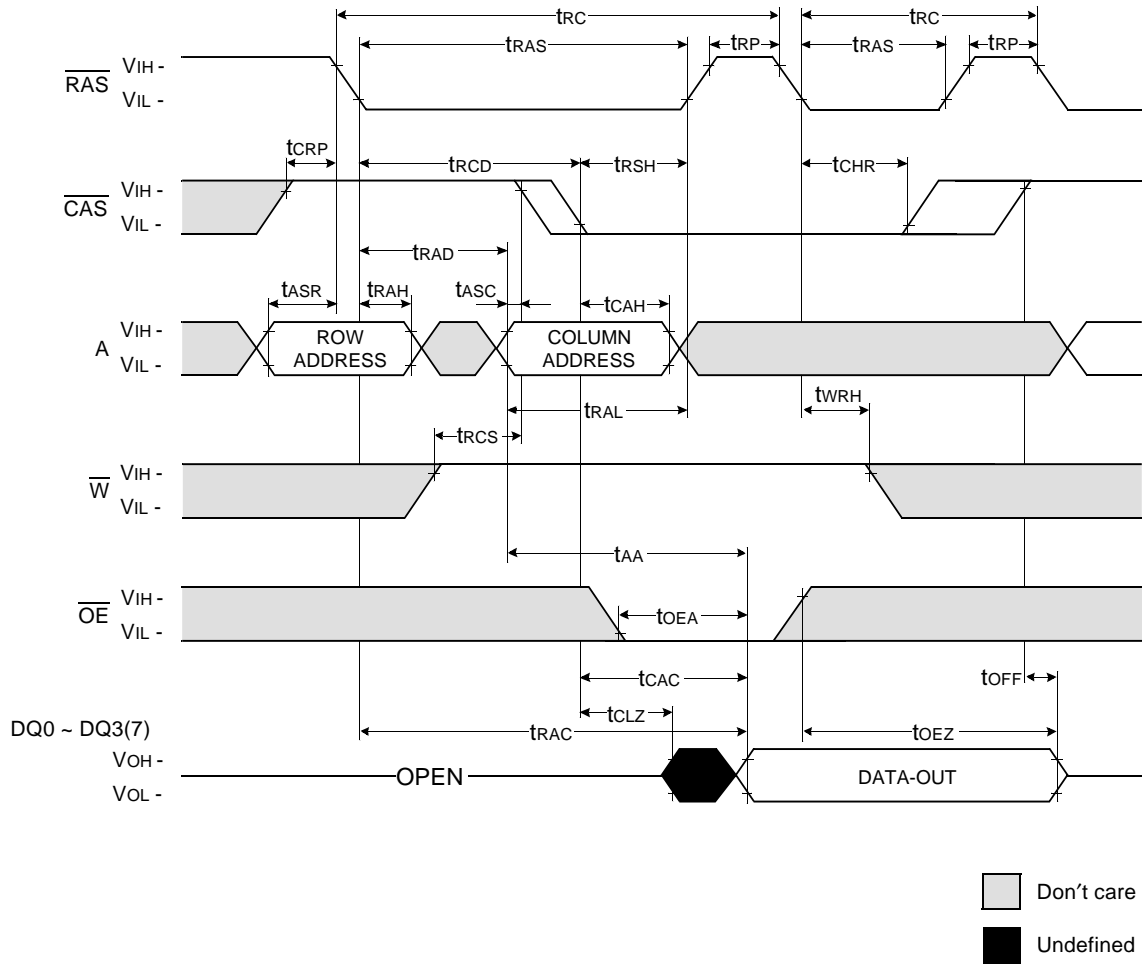 tRC tRC
tRAS tRP tRAS tRP
RAS VIH -
VIL -
tCRP tRCD tRSH tCHR
CAS VIH -
VIL -
tRAD
tASR tRAH tASC tCAH
A VIH -
VIL -
ROW
ADDRESS
COLUMN
ADDRESS
tRAL tWRH
tRCS
W VIH -
VIL -
tAA
OE VIH -
VIL -
tOEA
tCAC tOFF
tCLZ
DQ0 ~ DQ3(7) tRAC tOEZ
VOH -
VOL -
OPEN DATA-OUT
Don′t care
Undefined